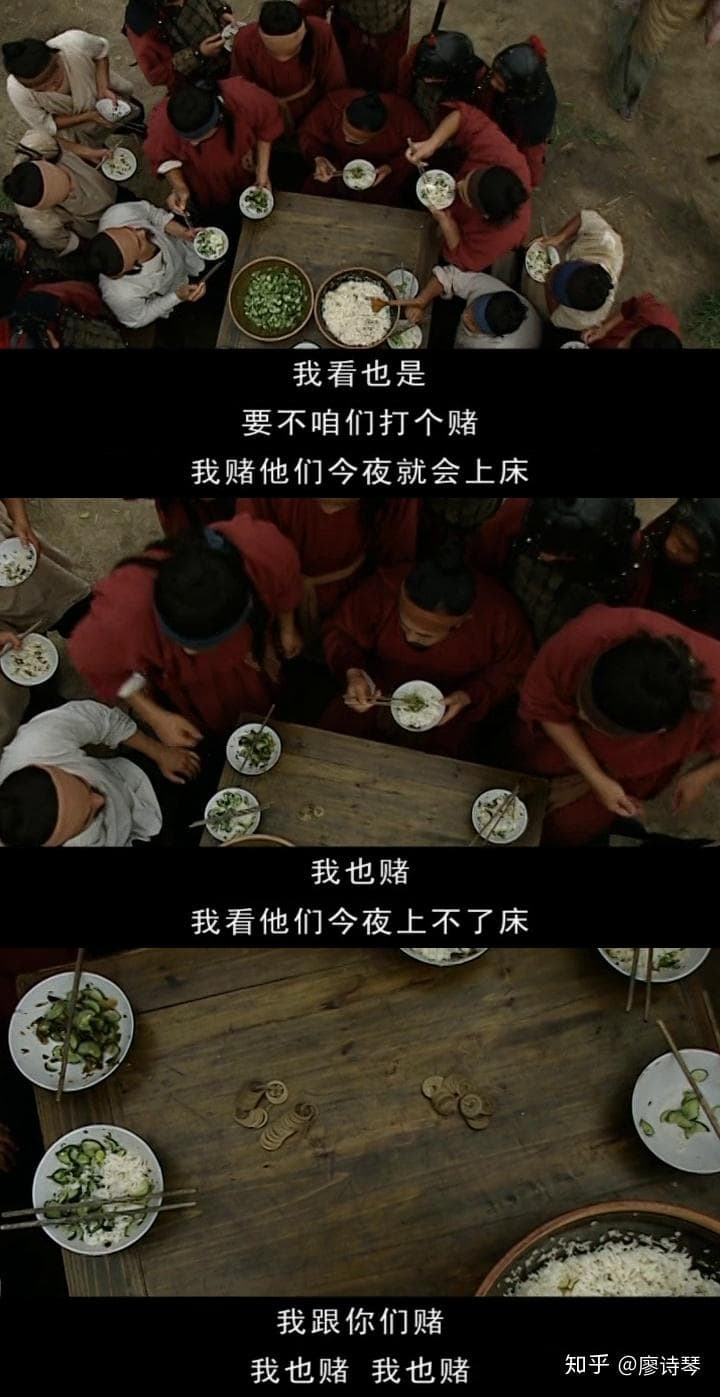 我看也是
要不咱们打个赌
我赌他们今夜就会上床
我也赌
我看他们今夜上不了床
我跟你们赌
我也赌 我也赌
知乎 @廖诗琴